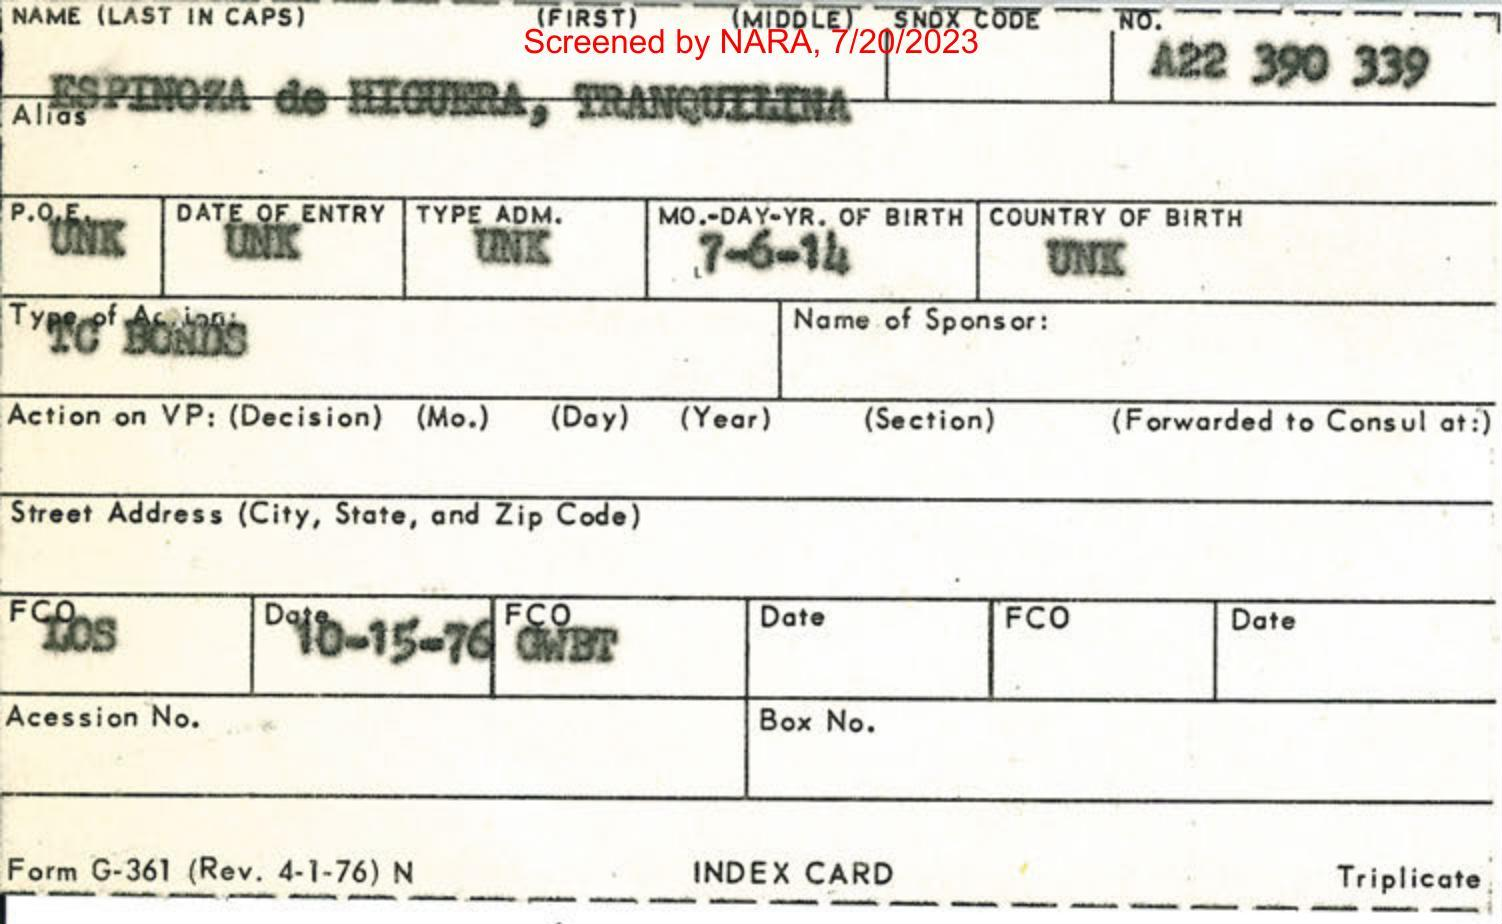 NAME (LAST IN CAPS) (FIRST) (MIDDLE) SNDX CODE NO.
Screened by NARA, 7/20/2023
A22 390 339
ESPINOZA de HIGUERA, TRANQUILINA
Alias
P.O.E. DATE OF ENTRY TYPE ADM. MO.-DAY-YR. OF BIRTH COUNTRY OF BIRTH
UNK UNK UNK 7-6-14 UNK
Type of Action: Name of Sponsor:
TC BONDS
Action on VP: (Decision) (Mo.) (Day) (Year) (Section) (Forwarded to Consul at:)
Street Address (City, State, and Zip Code)
FCO Date FCO Date FCO Date
LOS 10-15-76 GWBT
Acession No. Box No.
Form G-361 (Rev. 4-1-76) N INDEX CARD Triplicate